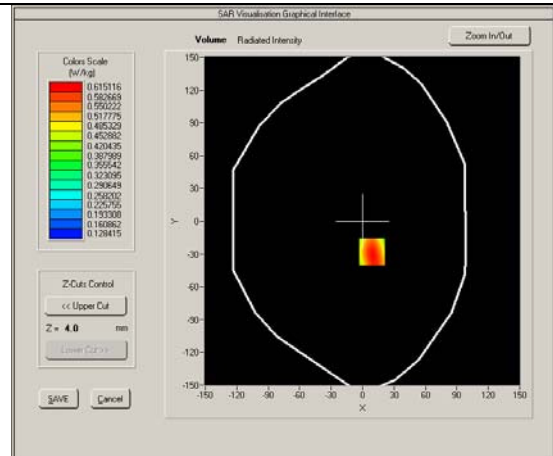 SAR Visualisation Graphical Interface
Volume Radiated Intensity
Zoom In/Out
Colors Scale
(W/kg)
0.615116
0.582669
0.550222
0.517775
0.485329
0.452882
0.420435
0.387989
0.355542
0.323095
0.290649
0.258202
0.225755
0.193308
0.160862
0.128415
Z-Cuts Control
<< Upper Cut
Z = 4.0 mm
Lower Cut >>
SAVE Cancel
150
120
90
60
30
0
-30
-60
-90
-120
-150
Y
-150 -120 -90 -60 -30 0 30 60 90 120 150
X